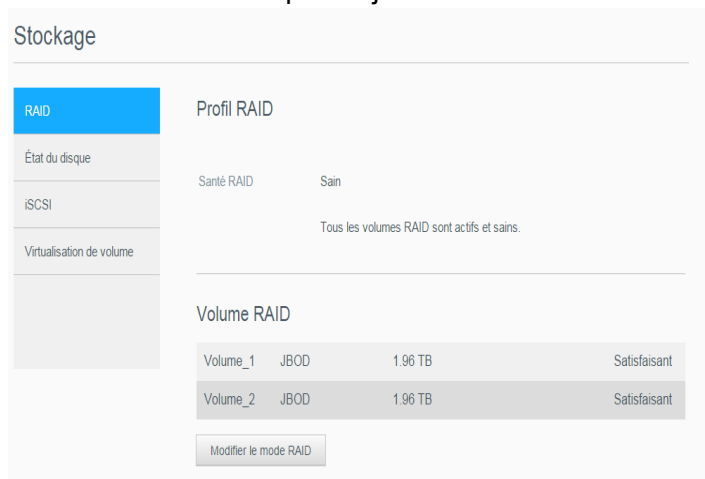 Stockage
RAID
État du disque
iSCSI
Virtualisation de volume
Profil RAID
Santé RAID Sain
Tous les volumes RAID sont actifs et sains.
Volume RAID
Volume_1 JBOD 1.96 TB Satisfaisant
Volume_2 JBOD 1.96 TB Satisfaisant
Modifier le mode RAID